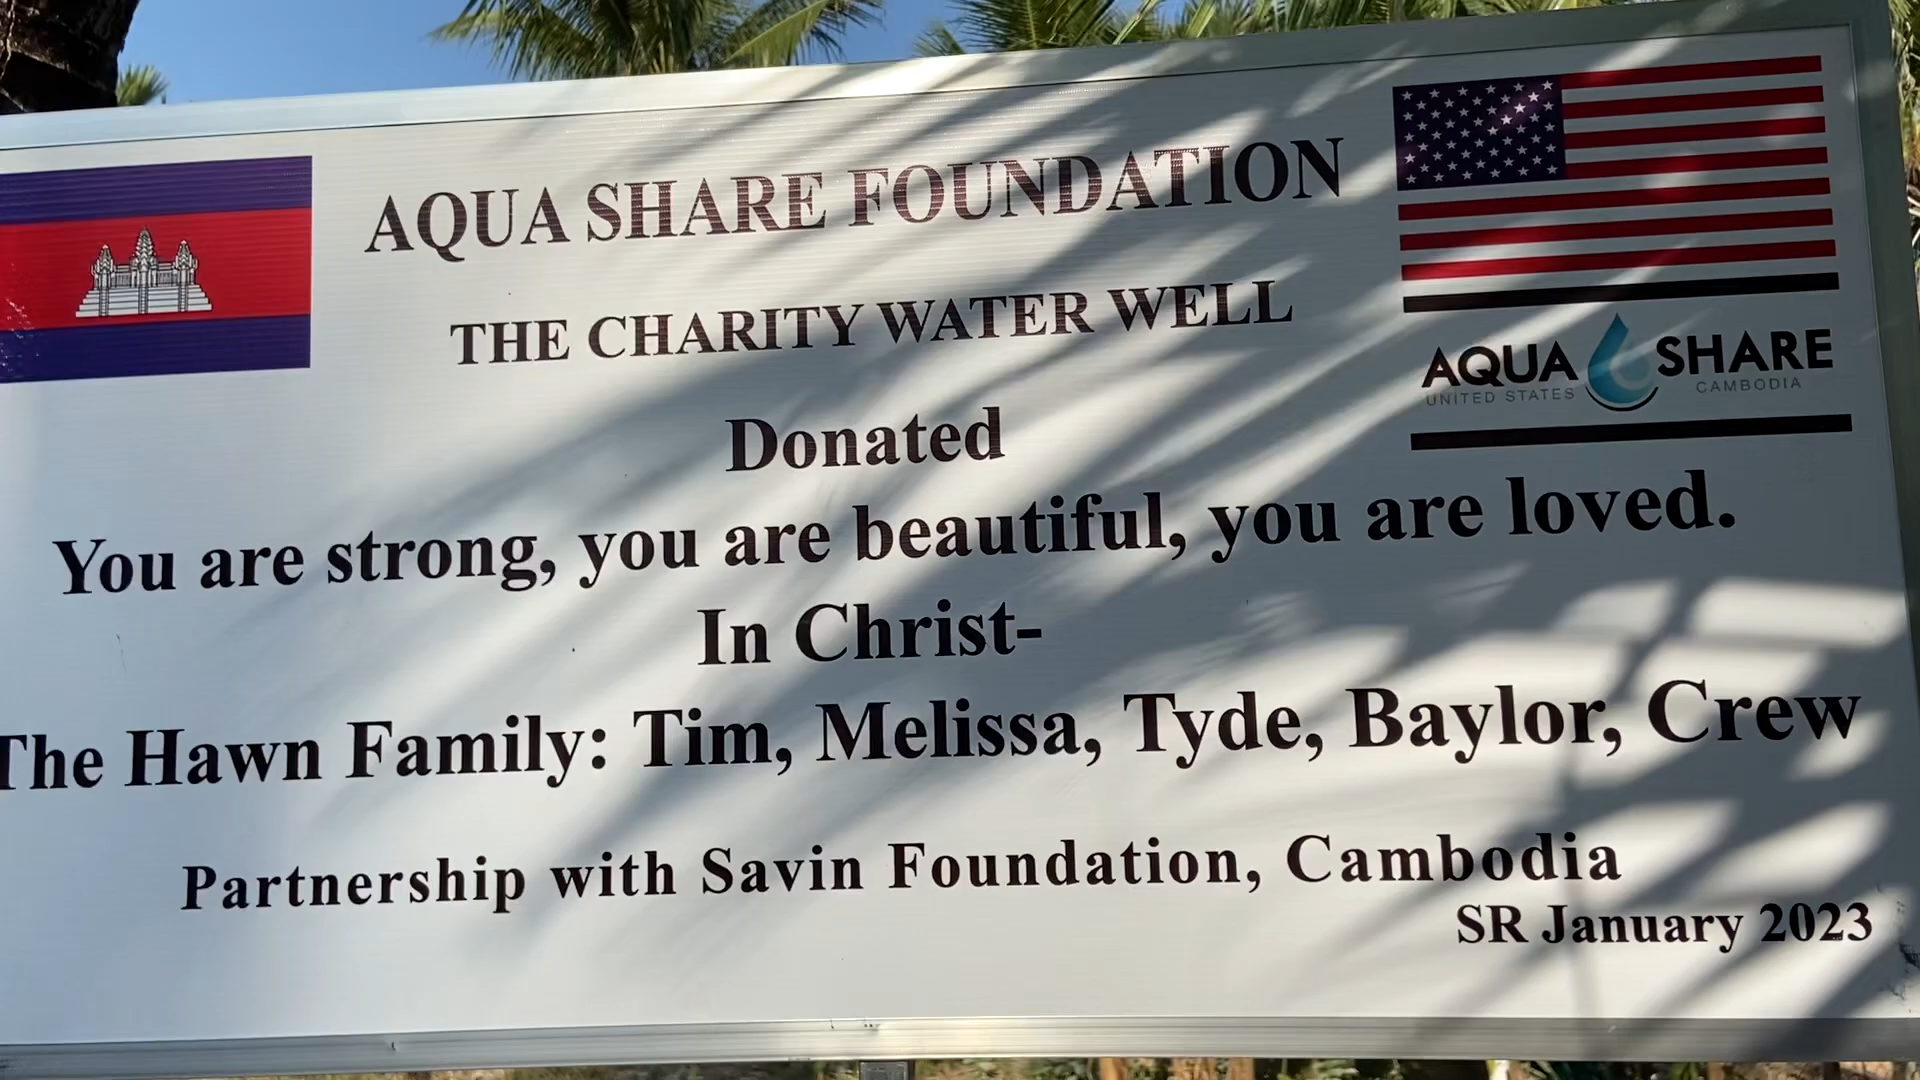 AQUA SHARE FOUNDATION
THE CHARITY WATER WELL
AQUA SHARE
UNITED STATES CAMBODIA
Donated
You are strong, you are beautiful, you are loved.
In Christ-
The Hawn Family: Tim, Melissa, Tyde, Baylor, Crew
Partnership with Savin Foundation, Cambodia
SR January 2023